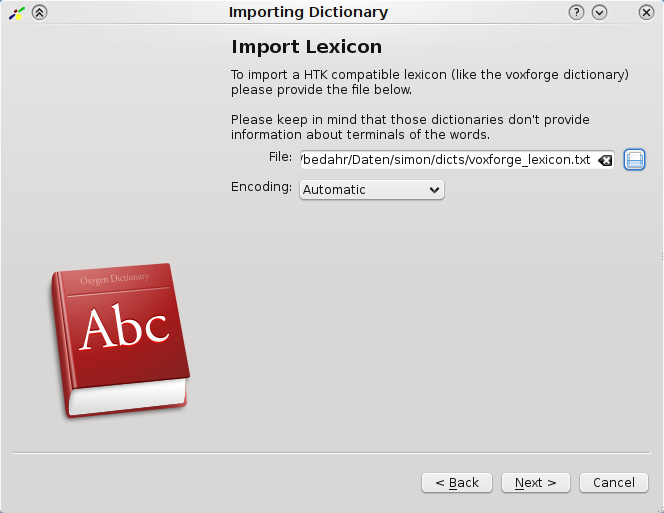 Importing Dictionary
Import Lexicon
To import a HTK compatible lexicon (like the voxforge dictionary)
please provide the file below.
Please keep in mind that those dictionaries don't provide
information about terminals of the words.
File: /bedahr/Daten/simon/dicts/voxforge_lexicon.txt
Encoding: Automatic
Oxygen Dictionary
Abc
< Back Next > Cancel